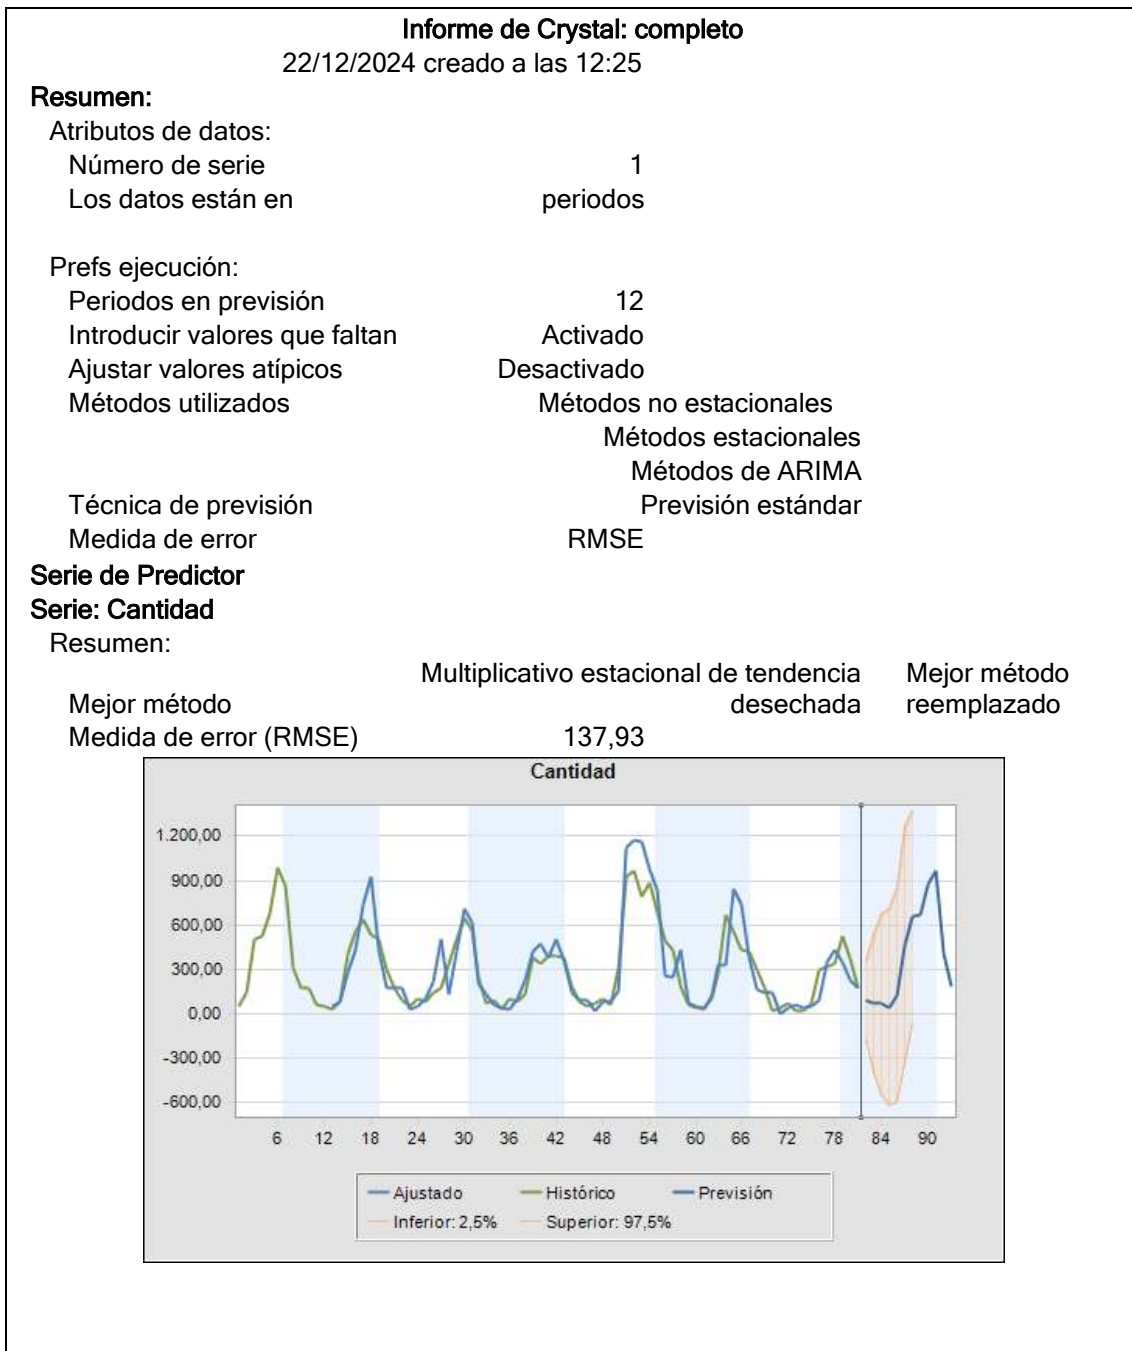 Informe de Crystal: completo
22/12/2024 creado a las 12:25
Resumen:
Atributos de datos:
Número de serie 1
Los datos están en periodos
Prefs ejecución:
Periodos en previsión 12
Introducir valores que faltan Activado
Ajustar valores atípicos Desactivado
Métodos utilizados Métodos no estacionales
Métodos estacionales
Métodos de ARIMA
Técnica de previsión Previsión estándar
Medida de error RMSE
Serie de Predictor
Serie: Cantidad
Resumen:
Multiplicativo estacional de tendencia Mejor método
Mejor método desechada reemplazado
Medida de error (RMSE) 137,93
Cantidad
1.200,00
900,00
600,00
300,00
0,00
-300,00
-600,00
6 12 18 24 30 36 42 48 54 60 66 72 78 84 90
Ajustado Histórico Previsión
Inferior: 2,5% Superior: 97,5%